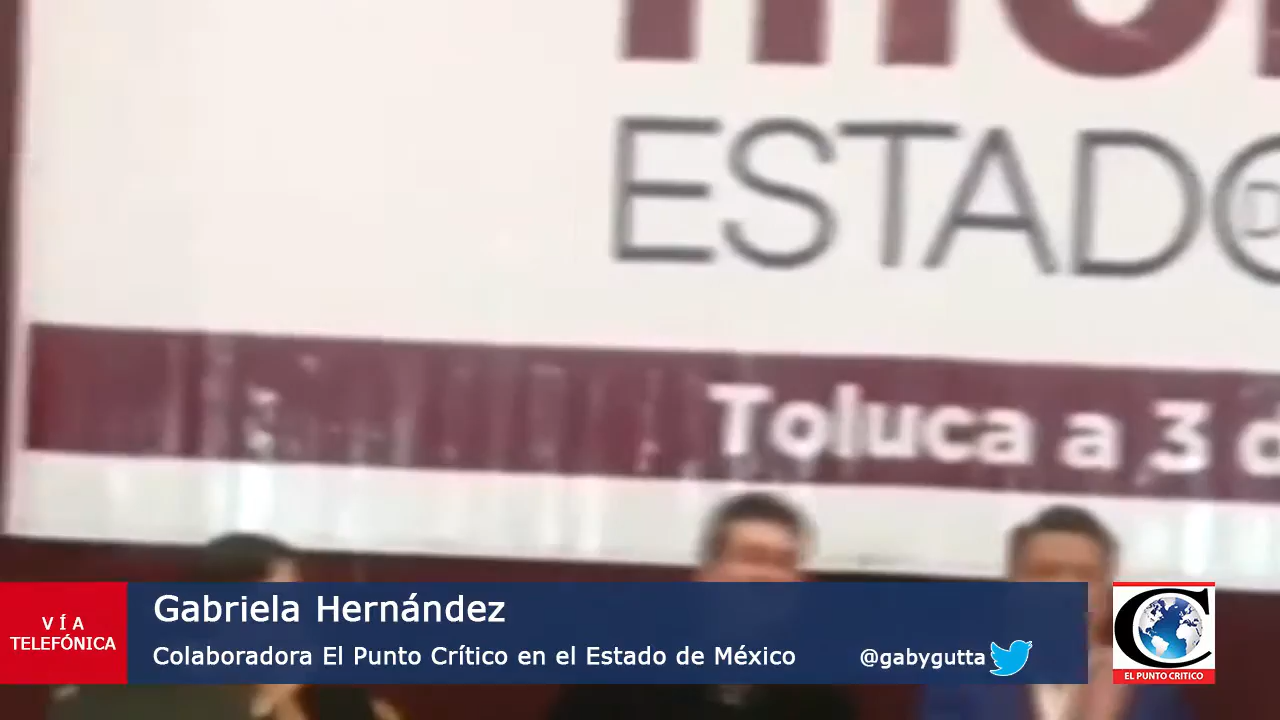 ESTADO
Toluca a 3 d
VÍA
TELEFÓNICA
Gabriela Hernández
Colaboradora El Punto Crítico en el Estado de México
@gabygutta
C
EL PUNTO CRITICO